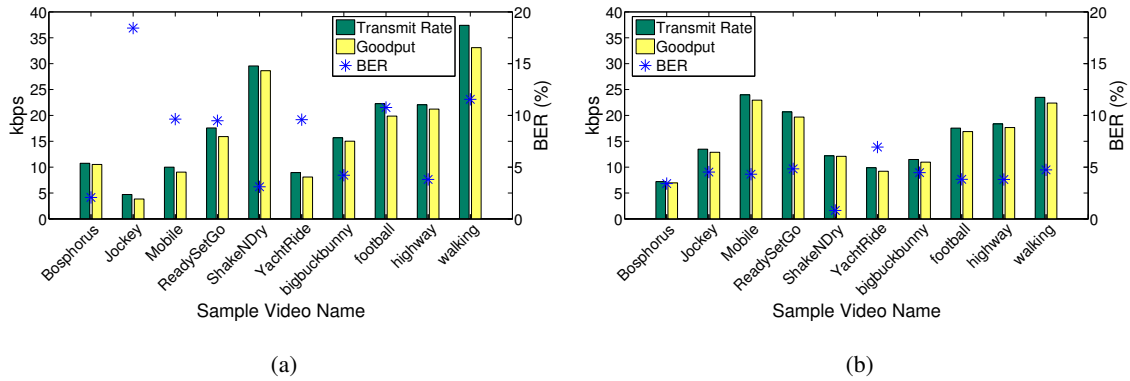 40
35
30
25
20
15
10
5
0
kbps
20
15
10
5
0
BER (%)
Transmit Rate
Goodput
BER
Bosphorus
Jockey
Mobile
ReadySetGo
ShakeNDry
YachtRide
bigbuckbunny
football
highway
walking
Sample Video Name
(a)
40
35
30
25
20
15
10
5
0
kbps
Transmit Rate
Goodput
BER
20
15
10
5
0
BER (%)
Bosphorus
Jockey
Mobile
ReadySetGo
ShakeNDry
YachtRide
bigbuckbunny
football
highway
walking
Sample Video Name
(b)